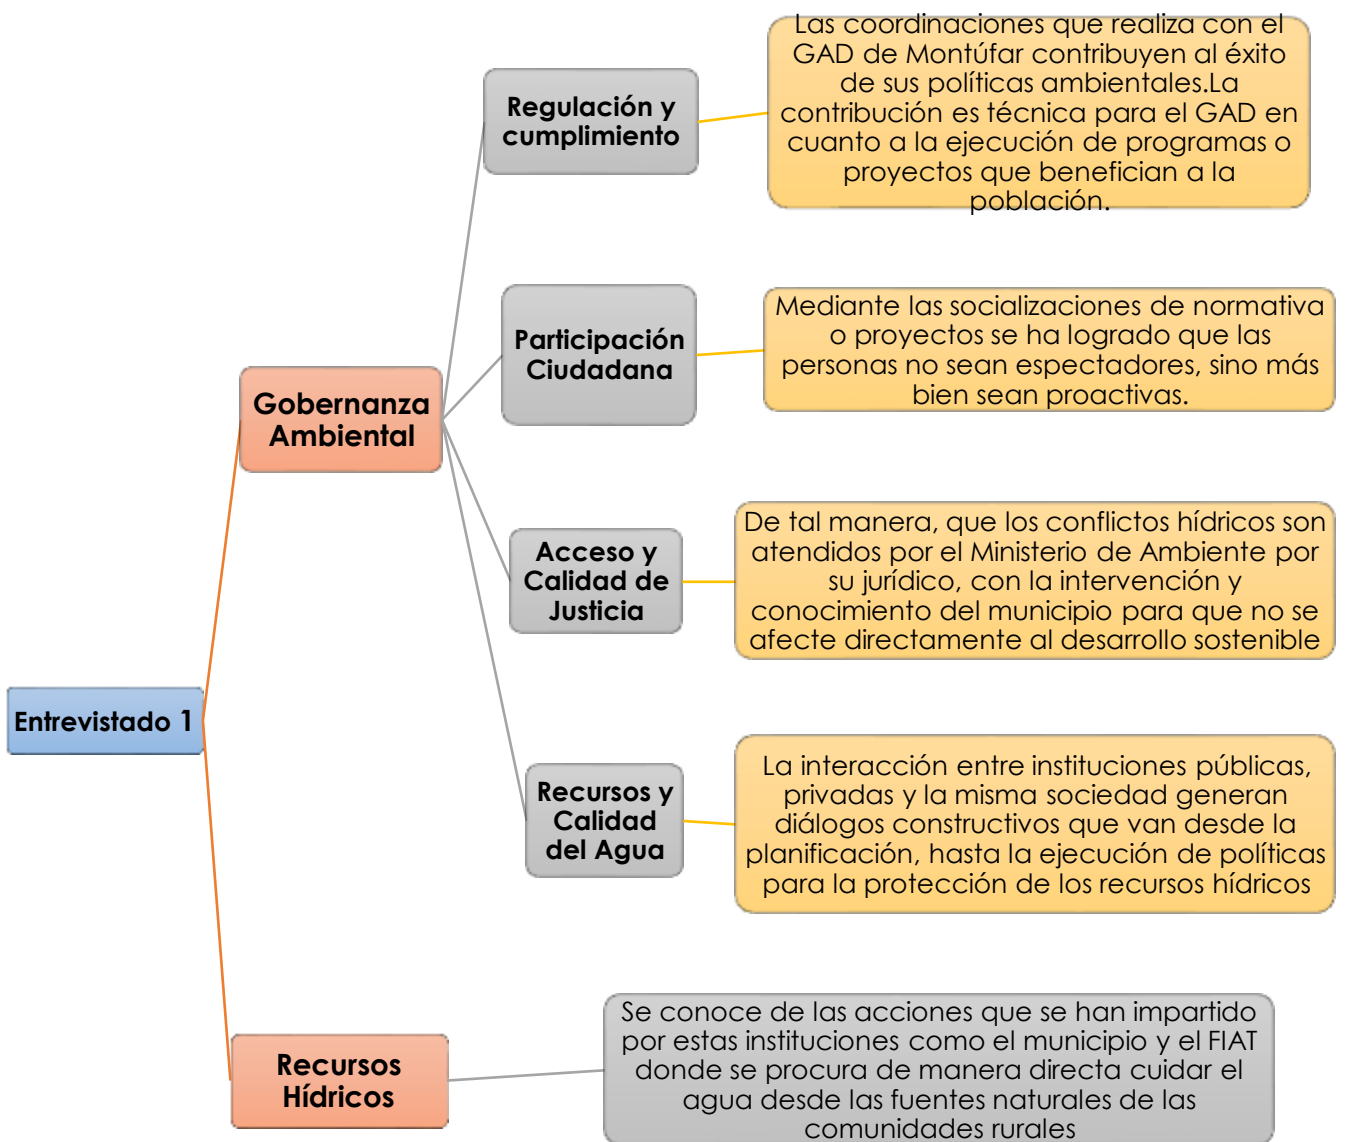 Las coordinaciones que realiza con el
GAD de Montúfar contribuyen al éxito
de sus políticas ambientales.La
contribución es técnica para el GAD en
cuanto a la ejecución de programas o
proyectos que benefician a la
población.
Regulación y
cumplimiento
Mediante las socializaciones de normativa
o proyectos se ha logrado que las
personas no sean espectadores, sino más
bien sean proactivas.
Participación
Ciudadana
Gobernanza
Ambiental
De tal manera, que los conflictos hídricos son
atendidos por el Ministerio de Ambiente por
su jurídico, con la intervención y
conocimiento del municipio para que no se
afecte directamente al desarrollo sostenible
Acceso y
Calidad de
Justicia
Entrevistado 1
La interacción entre instituciones públicas,
privadas y la misma sociedad generan
diálogos constructivos que van desde la
planificación, hasta la ejecución de políticas
para la protección de los recursos hídricos
Recursos y
Calidad
del Agua
Se conoce de las acciones que se han impartido
por estas instituciones como el municipio y el FIAT
donde se procura de manera directa cuidar el
agua desde las fuentes naturales de las
comunidades rurales
Recursos
Hídricos